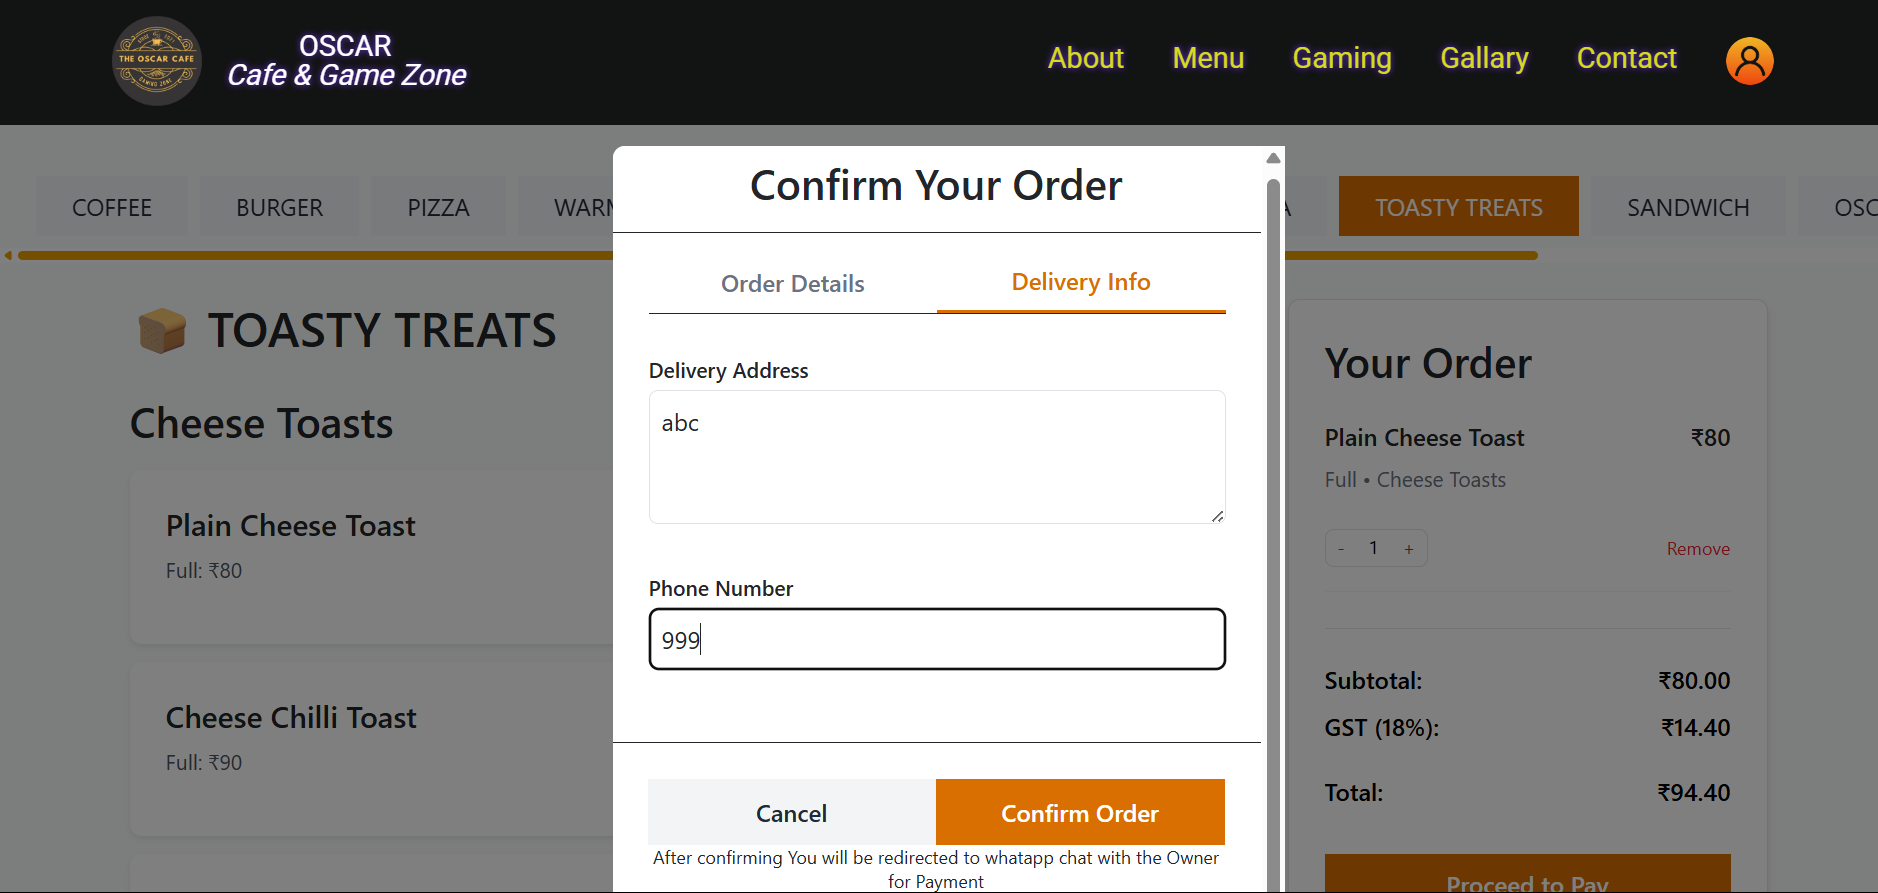 THE OSCAR CAFE
GAMING ZONE
OSCAR
Cafe & Game Zone
About
Menu
Gaming
Gallary
Contact
COFFEE
BURGER
PIZZA
TOASTY TREATS
SANDWICH
TOASTY TREATS
Cheese Toasts
Plain Cheese Toast
Full: ₹80
Cheese Chilli Toast
Full: ₹90
Confirm Your Order
Order Details
Delivery Info
Delivery Address
abc
Phone Number
999
Cancel
Confirm Order
After confirming You will be redirected to whatapp chat with the Owner
for Payment
Your Order
Plain Cheese Toast ₹80
Full • Cheese Toasts
- 1 +
Remove
Subtotal: ₹80.00
GST (18%): ₹14.40
Total: ₹94.40
Proceed to Pay